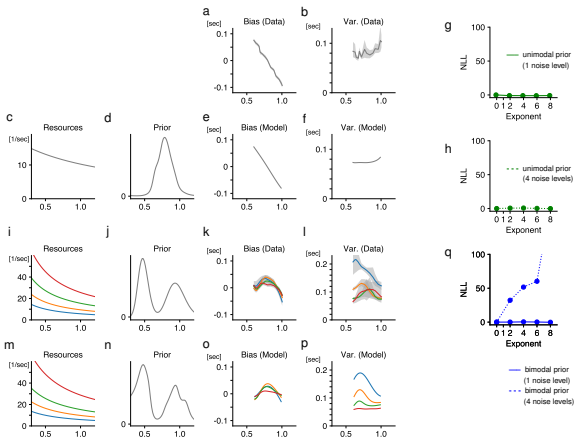 a
Bias (Data)
[sec]
0.1
0
-0.1
0.5
1.0
b
Var. (Data)
[sec]
0.1
0
0.5
1.0
g
100
50
0
NLL
0 1 2 4 6 8
Exponent
unimodal prior
(1 noise level)
c
Resources
[1/sec]
10
0.5
1.0
d
Prior
0
0.5
1.0
e
Bias (Model)
[sec]
0.1
0
-0.1
0.5
1.0
f
Var. (Model)
[sec]
0.1
0
0.5
1.0
h
100
50
0
NLL
0 1 2 4 6 8
Exponent
unimodal prior
(4 noise levels)
i
Resources
[1/sec]
40
20
0
0.5
1.0
j
Prior
0
0.5
1.0
k
Bias (Data)
[sec]
0.1
0
-0.1
0.5
1.0
l
Var. (Data)
[sec]
0.2
0.1
0
0.5
1.0
q
100
50
0
NLL
0 1 2 4 6 8
Exponent
m
Resources
[1/sec]
40
20
0
0.5
1.0
n
Prior
0
0.5
1.0
o
Bias (Model)
[sec]
0.1
0
-0.1
0.5
1.0
p
Var. (Model)
[sec]
0.2
0.1
0
0.5
1.0
bimodal prior
(1 noise level)
bimodal prior
(4 noise levels)